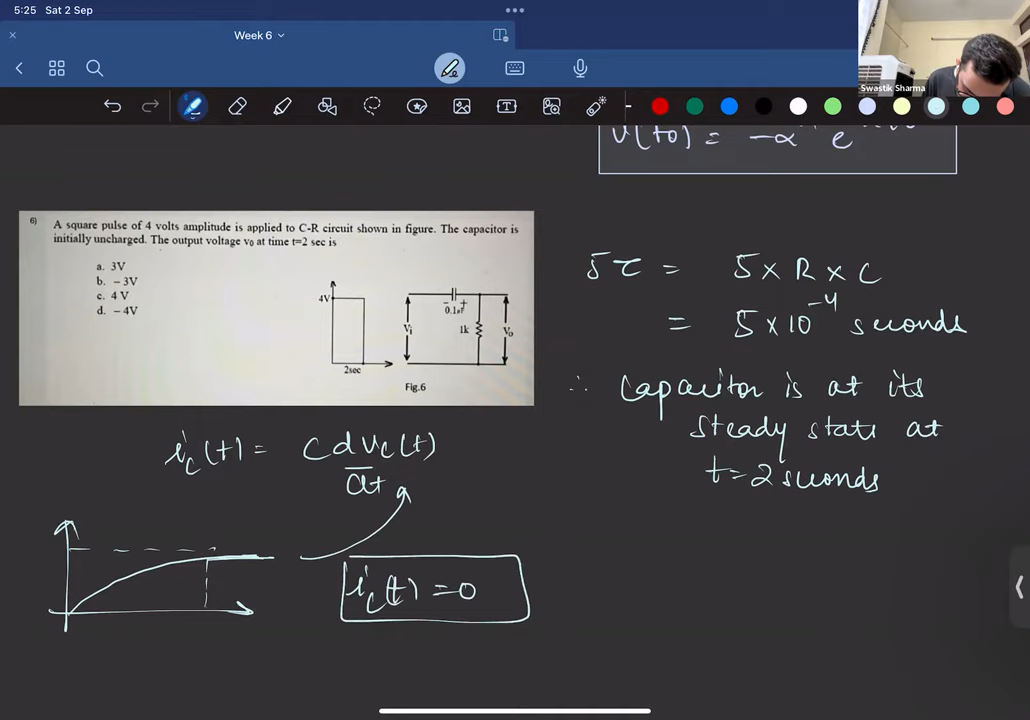 5:25 Sat 2 Sep
Week 6
Swastik Sharma
6)
A square pulse of 4 volts amplitude is applied to C-R circuit shown in figure. The capacitor is
initially uncharged. The output voltage v0 at time t=2 sec is
a. 3V
b. – 3V
c. 4 V
d. – 4V
4V
2sec
Vi
− +
1k
Vo
Fig.6
5τ = 5 × R × C
= 5 × 10^-4 seconds
∴ Capacitor is at its
steady state at
t = 2 seconds
ic(t) = C dVc(t)
dt
ic(t) = 0